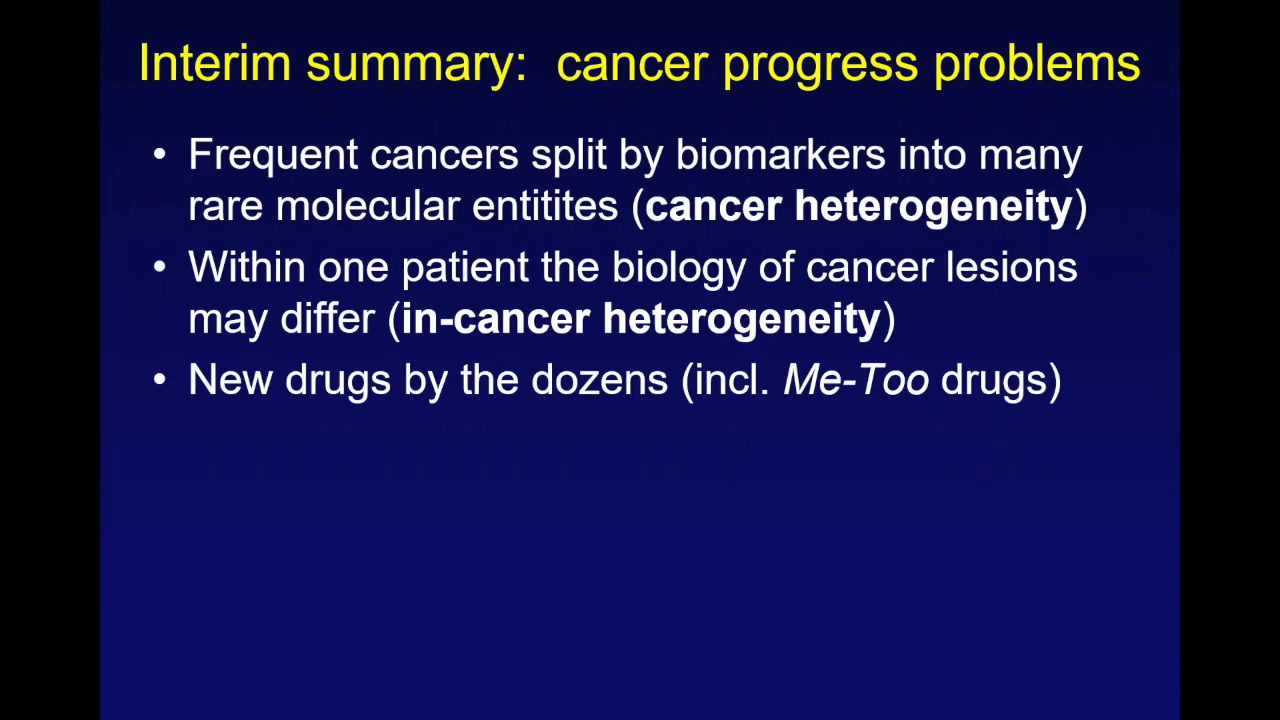 Interim summary:  cancer progress problems
• Frequent cancers split by biomarkers into many
rare molecular entitites (cancer heterogeneity)
• Within one patient the biology of cancer lesions
may differ (in-cancer heterogeneity)
• New drugs by the dozens (incl. Me-Too drugs)